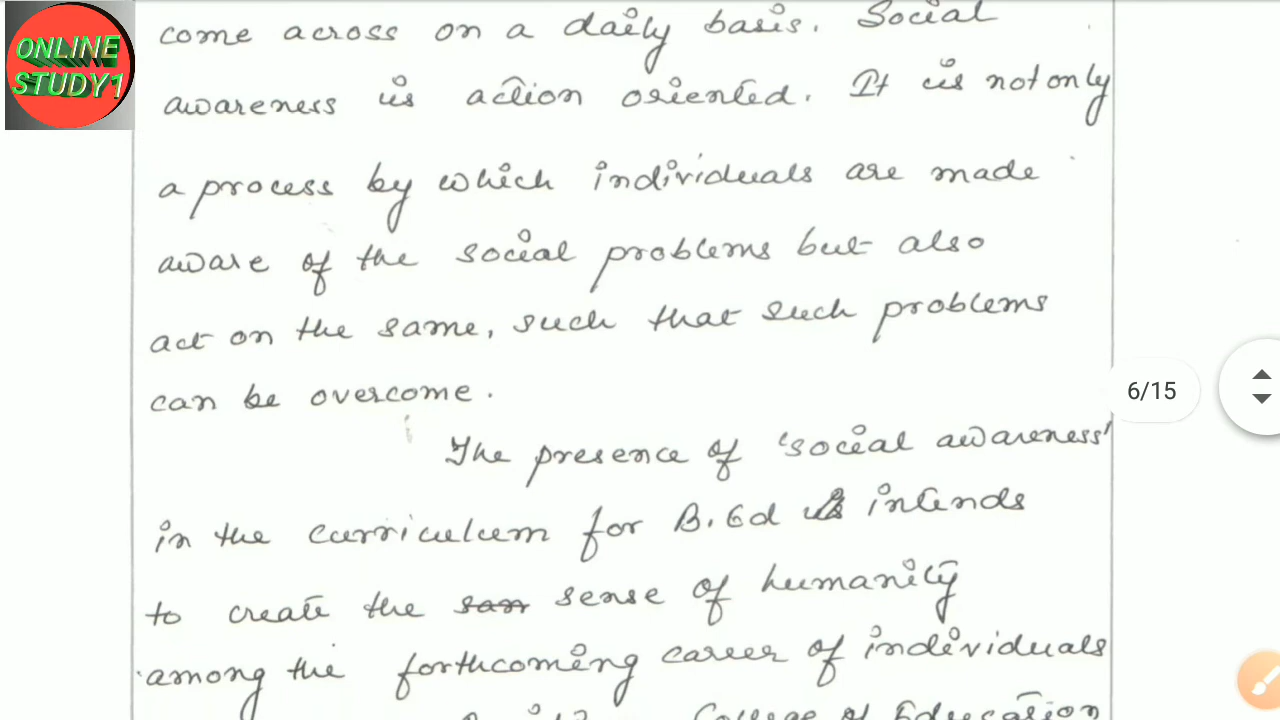 ONLINE
STUDY1
come across on a daily basis. Social
awareness is action oriented. It is not only
a process by which individuals are made
aware of the social problems but also
act on the same, such that such problems
can be overcome.
The presence of 'social awareness'
in the curriculum for B.Ed intends
to create the sense of humanity
among the forthcoming career of individuals
College of Education
6/15